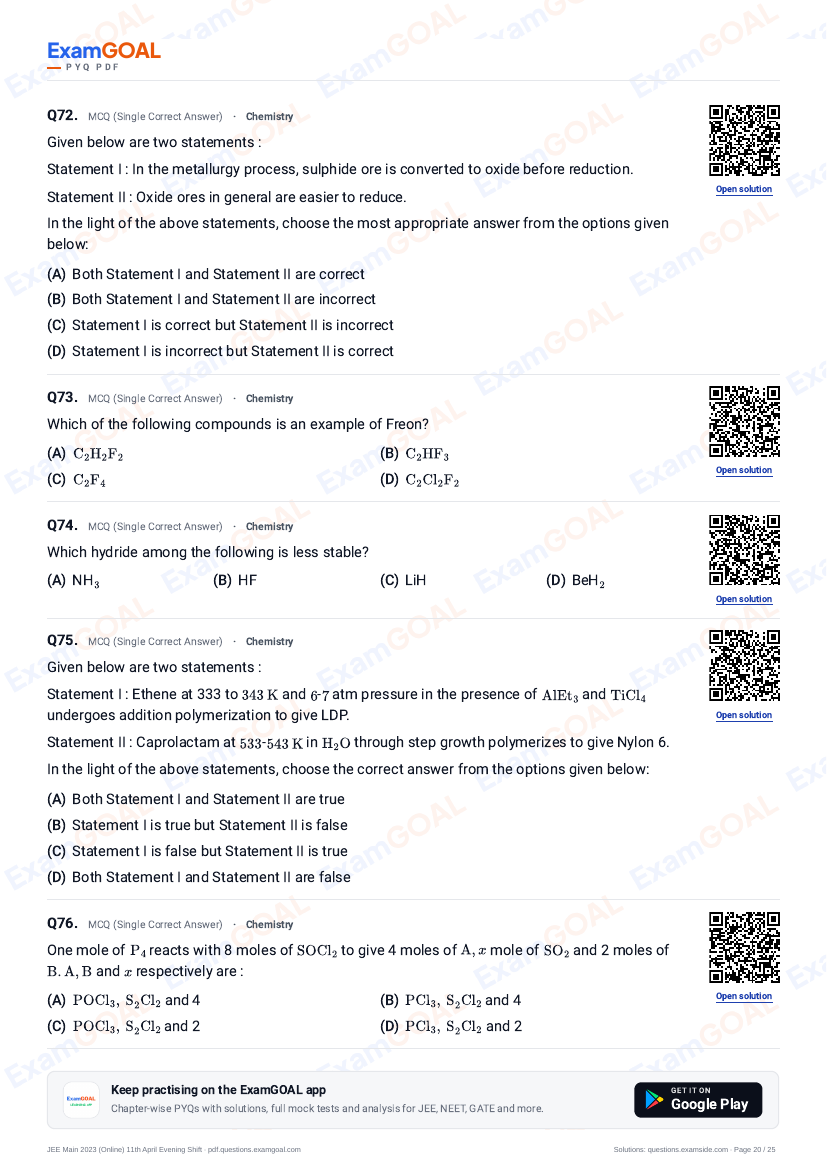 ExamGOAL
PYQ PDF
Q72. MCQ (Single Correct Answer) · Chemistry
Given below are two statements :
Statement I : In the metallurgy process, sulphide ore is converted to oxide before reduction.
Open solution
Statement II : Oxide ores in general are easier to reduce.
In the light of the above statements, choose the most appropriate answer from the options given
below:
(A) Both Statement I and Statement II are correct
(B) Both Statement I and Statement II are incorrect
(C) Statement I is correct but Statement II is incorrect
(D) Statement I is incorrect but Statement II is correct
Q73. MCQ (Single Correct Answer) · Chemistry
Which of the following compounds is an example of Freon?
(A) C₂H₂F₂ (B) C₂HF₃
Open solution
(C) C₂F₄ (D) C₂Cl₂F₂
Q74. MCQ (Single Correct Answer) · Chemistry
Which hydride among the following is less stable?
(A) NH₃ (B) HF (C) LiH (D) BeH₂
Open solution
Q75. MCQ (Single Correct Answer) · Chemistry
Given below are two statements :
Statement I : Ethene at 333 to 343 K and 6-7 atm pressure in the presence of AlEt₃ and TiCl₄
undergoes addition polymerization to give LDP.
Open solution
Statement II : Caprolactam at 533-543 K in H₂O through step growth polymerizes to give Nylon 6.
In the light of the above statements, choose the correct answer from the options given below:
(A) Both Statement I and Statement II are true
(B) Statement I is true but Statement II is false
(C) Statement I is false but Statement II is true
(D) Both Statement I and Statement II are false
Q76. MCQ (Single Correct Answer) · Chemistry
One mole of P₄ reacts with 8 moles of SOCl₂ to give 4 moles of A, x mole of SO₂ and 2 moles of
B. A, B and x respectively are :
(A) POCl₃, S₂Cl₂ and 4 (B) PCl₃, S₂Cl₂ and 4
Open solution
(C) POCl₃, S₂Cl₂ and 2 (D) PCl₃, S₂Cl₂ and 2
Keep practising on the ExamGOAL app
Chapter-wise PYQs with solutions, full mock tests and analysis for JEE, NEET, GATE and more.
GET IT ON
Google Play
JEE Main 2023 (Online) 11th April Evening Shift · pdf.questions.examgoal.com
Solutions: questions.examside.com · Page 20 / 25